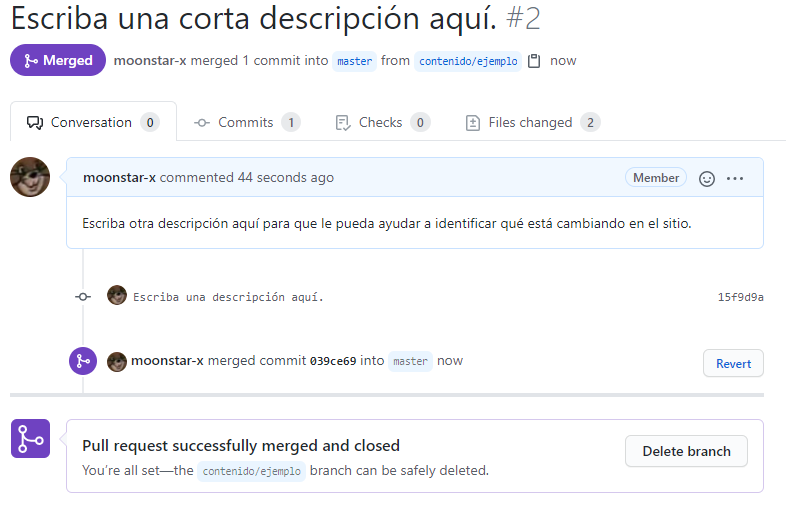 Escriba una corta descripción aquí. #2
Merged moonstar-x merged 1 commit into master from contenido/ejemplo now
Conversation 0 Commits 1 Checks 0 Files changed 2
moonstar-x commented 44 seconds ago Member
Escriba otra descripción aquí para que le pueda ayudar a identificar qué está cambiando en el sitio.
Escriba una descripción aquí. 15f9d9a
moonstar-x merged commit 039ce69 into master now Revert
Pull request successfully merged and closed
You’re all set—the contenido/ejemplo branch can be safely deleted.
Delete branch